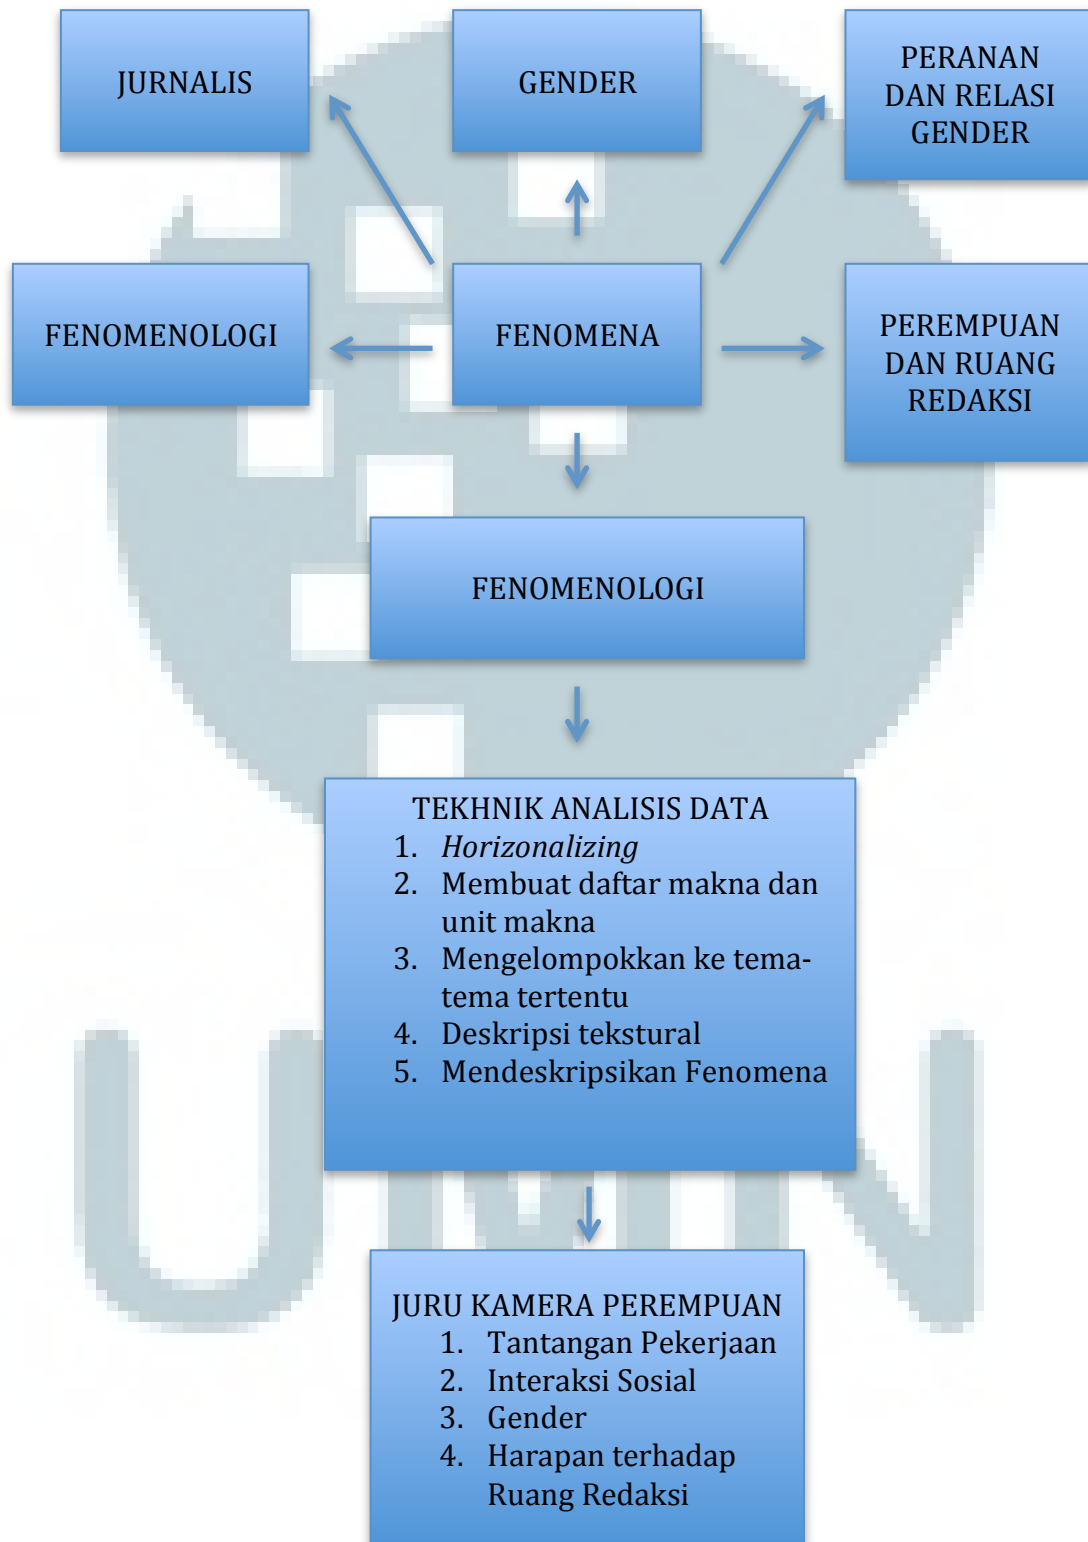 JURNALIS
GENDER
PERANAN
DAN RELASI
GENDER
FENOMENOLOGI
FENOMENA
PEREMPUAN
DAN RUANG
REDAKSI
FENOMENOLOGI
TEKHNIK ANALISIS DATA
1. Horizonalizing
2. Membuat daftar makna dan
unit makna
3. Mengelompokkan ke tema-
tema tertentu
4. Deskripsi tekstural
5. Mendeskripsikan Fenomena
UMN
JURU KAMERA PEREMPUAN
1. Tantangan Pekerjaan
2. Interaksi Sosial
3. Gender
4. Harapan terhadap
Ruang Redaksi